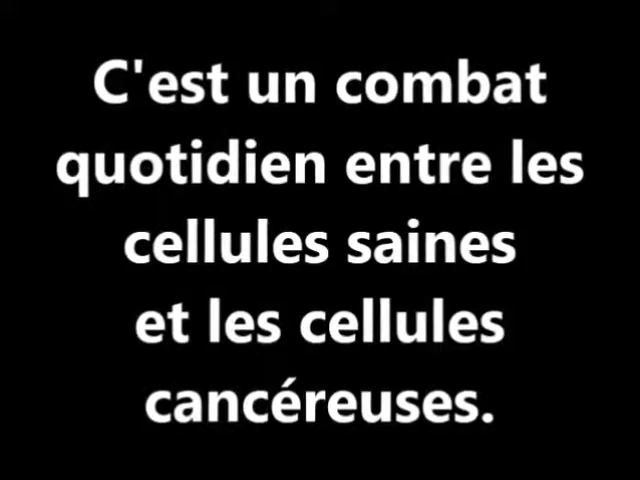 C'est un combat
quotidien entre les
cellules saines
et les cellules
cancéreuses.